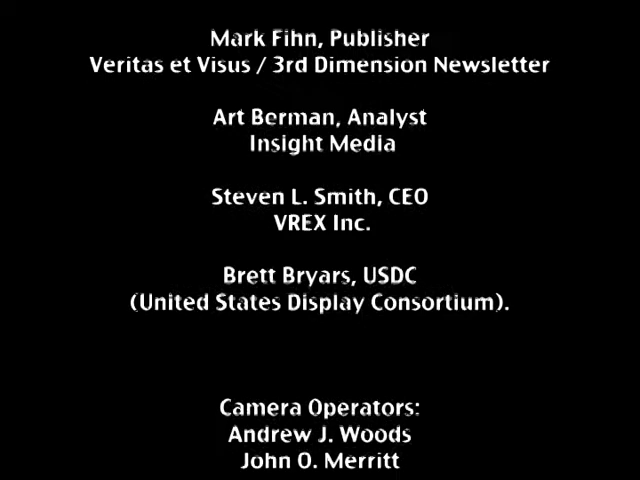 Mark Fihn, Publisher
Veritas et Visus / 3rd Dimension Newsletter
Art Berman, Analyst
Insight Media
Steven L. Smith, CEO
VREX Inc.
Brett Bryars, USDC
(United States Display Consortium).
Camera Operators:
Andrew J. Woods
John O. Merritt